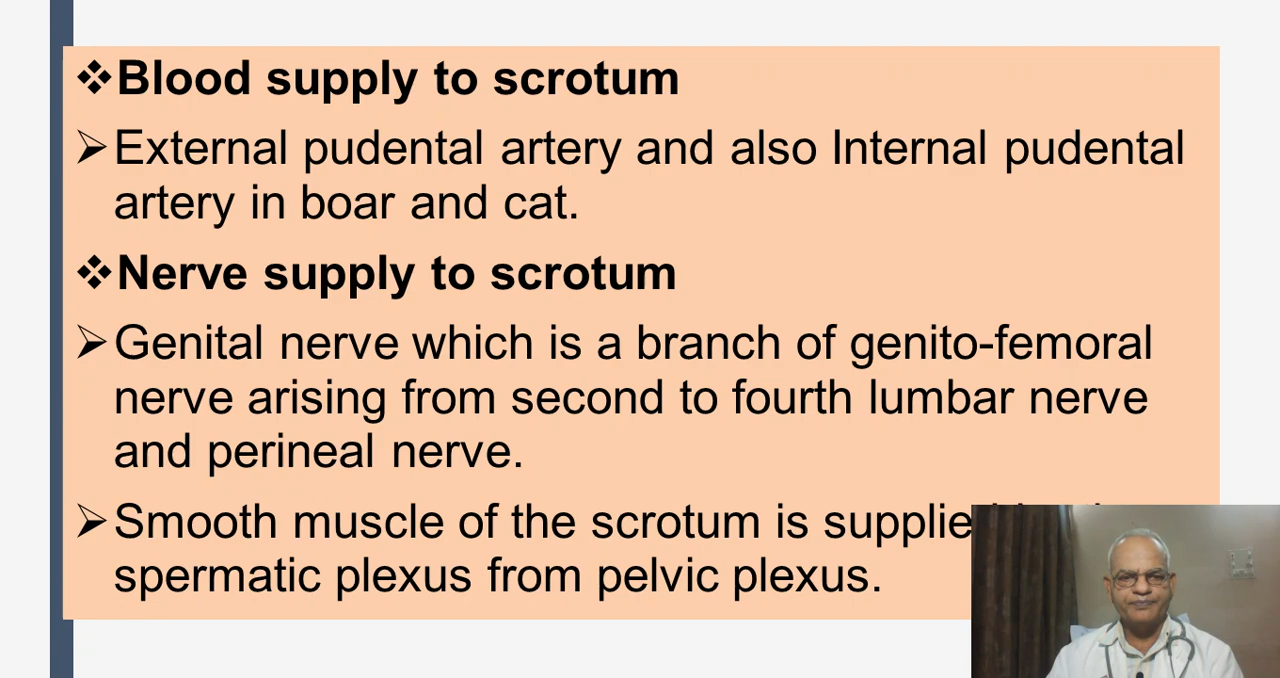 ❖Blood supply to scrotum
➢External pudental artery and also Internal pudental
artery in boar and cat.
❖Nerve supply to scrotum
➢Genital nerve which is a branch of genito-femoral
nerve arising from second to fourth lumbar nerve
and perineal nerve.
➢Smooth muscle of the scrotum is
spermatic plexus from pelvic plexus.